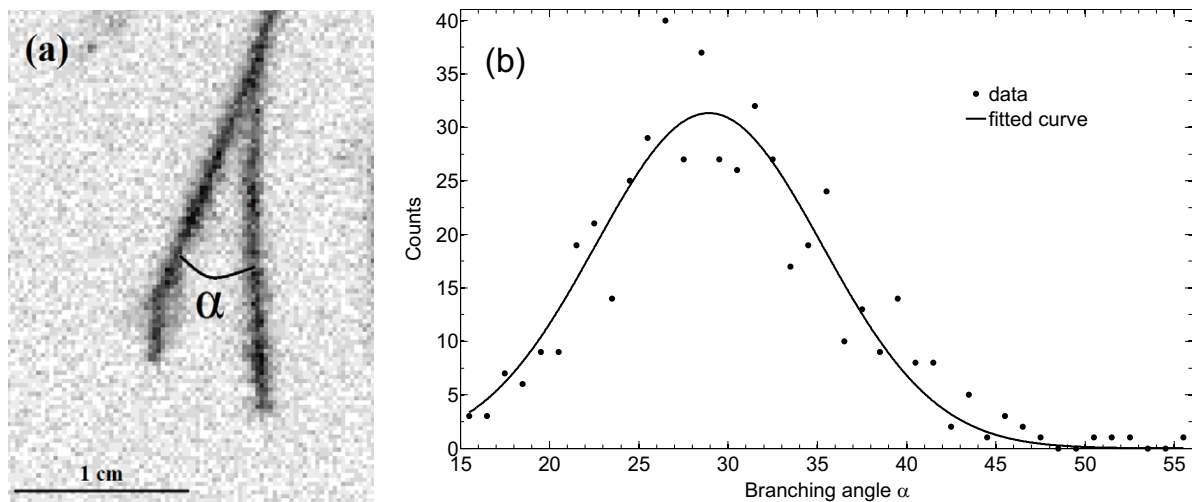 (a)
α
1 cm
(b)
40
35
30
25
20
15
10
5
0
Counts
data
fitted curve
15 20 25 30 35 40 45 50 55
Branching angle α